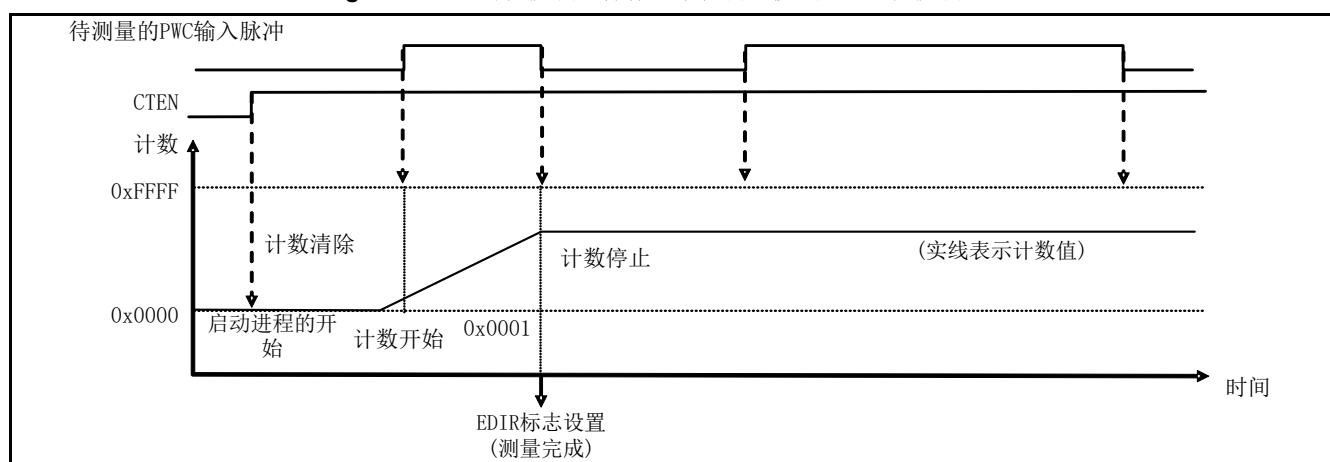 待测量的PWC输入脉冲
CTEN
计数
0xFFFF
计数清除
计数停止
(实线表示计数值)
0x0000
启动进程的开
始
计数开始
0x0001
时间
EDIR标志设置
(测量完成)